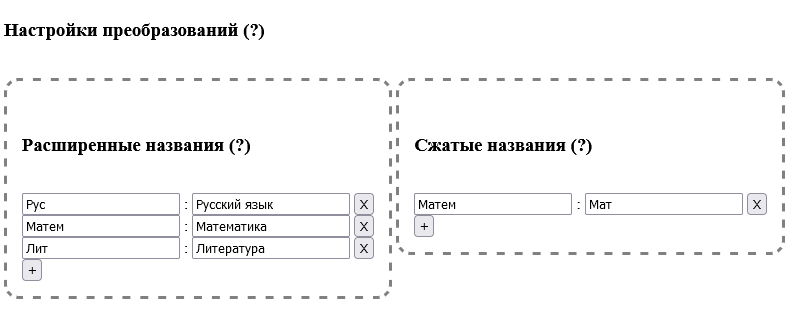 Настройки преобразований (?)
Расширенные названия (?)
Рус : Русский язык X
Матем : Математика X
Лит : Литература X
+
Сжатые названия (?)
Матем : Мат X
+